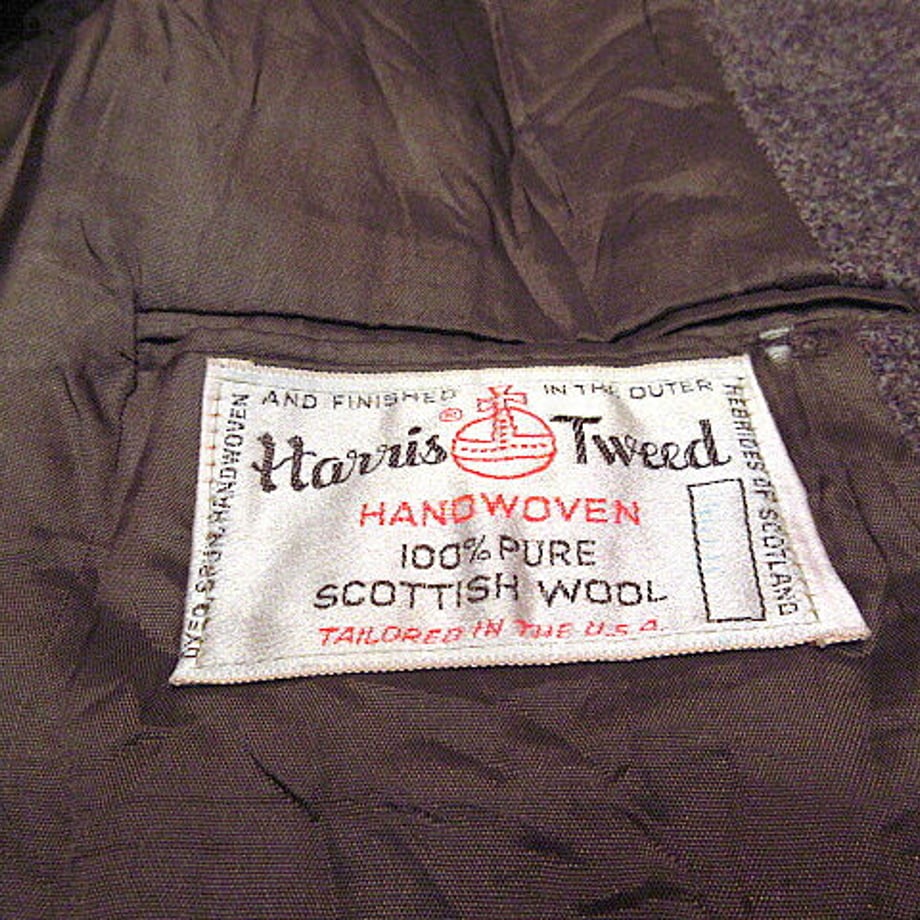 DYED, SPUN, HANDWOVEN
AND FINISHED IN THE OUTER
HEBRIDES OF SCOTLAND
Harris® Tweed
HANDWOVEN
100% PURE
SCOTTISH WOOL
TAILORED IN THE U.S.A.